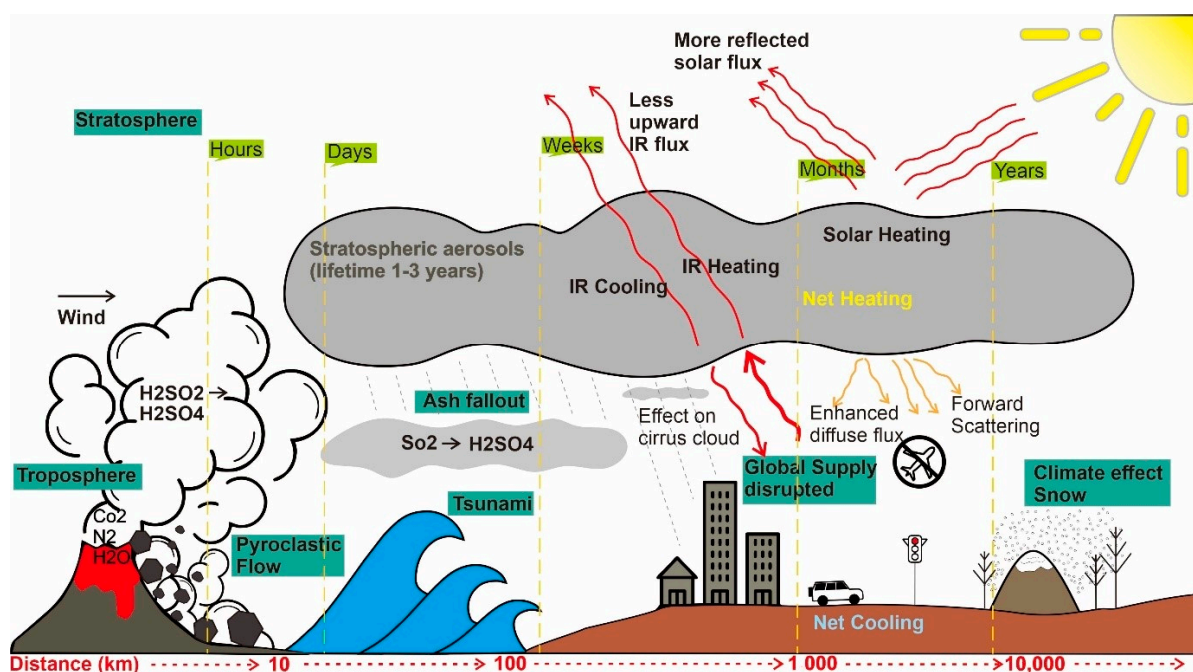 More reflected
solar flux
Less
upward
IR flux
Stratosphere
Hours
Days
Weeks
Months
Years
Stratospheric aerosols
(lifetime 1-3 years)
Solar Heating
IR Heating
IR Cooling
Net Heating
Wind
H2SO2 →
H2SO4
Ash fallout
So2 → H2SO4
Effect on
cirrus cloud
Enhanced
diffuse flux
Forward
Scattering
Troposphere
Global Supply
disrupted
Climate effect
Snow
Tsunami
Co2
N2
H2O
Pyroclastic
Flow
Net Cooling
Distance (km) 10 100 1 000 10,000